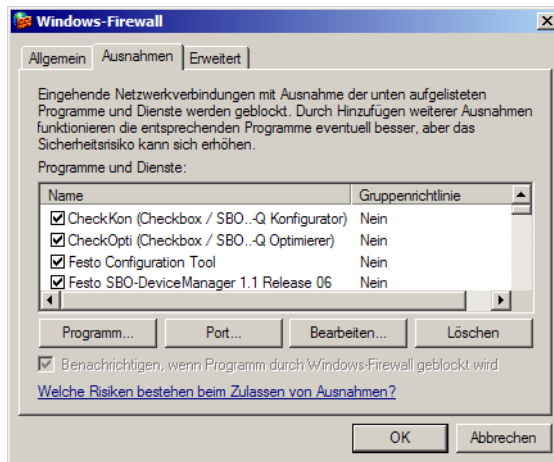 Windows-Firewall
Allgemein Ausnahmen Erweitert
Eingehende Netzwerkverbindungen mit Ausnahme der unten aufgelisteten
Programme und Dienste werden geblockt. Durch Hinzufügen weiterer Ausnahmen
funktionieren die entsprechenden Programme eventuell besser, aber das
Sicherheitsrisiko kann sich erhöhen.
Programme und Dienste:
Name Gruppenrichtlinie
CheckKon (Checkbox / SBO..-Q Konfigurator) Nein
CheckOpti (Checkbox / SBO..-Q Optimierer) Nein
Festo Configuration Tool Nein
Festo SBO-DeviceManager 1.1 Release 06 Nein
Programm... Port... Bearbeiten... Löschen
Benachrichtigen, wenn Programm durch Windows-Firewall geblockt wird
Welche Risiken bestehen beim Zulassen von Ausnahmen?
OK Abbrechen